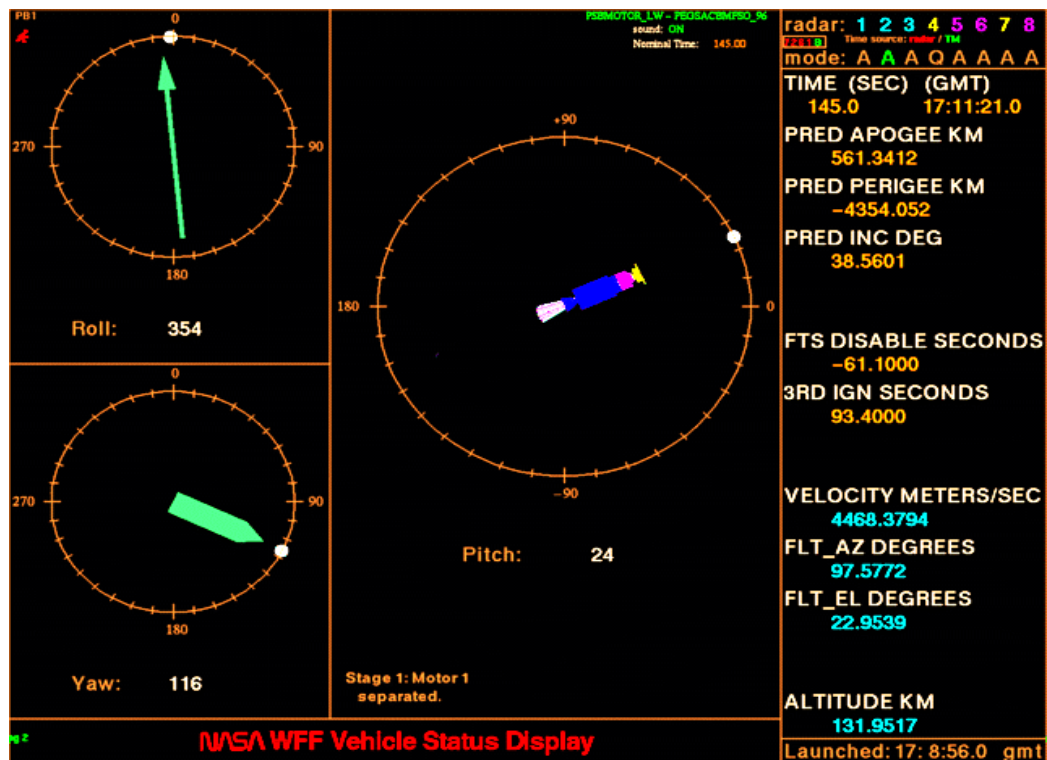 PB1
0
270
90
180
Roll: 354
0
270
90
180
Yaw: 116
PSBMOTOR_LW - PEGSACBMPSO_96
sound: ON
Nominal Time: 145.00
+90
180
0
-90
Pitch: 24
Stage 1: Motor 1
separated.
radar: 1 2 3 4 5 6 7 8
Time source: radar / TM
mode: A A A Q A A A A
TIME (SEC) (GMT)
145.0 17:11:21.0
PRED APOGEE KM
561.3412
PRED PERIGEE KM
-4354.052
PRED INC DEG
38.5601
FTS DISABLE SECONDS
-61.1000
3RD IGN SECONDS
93.4000
VELOCITY METERS/SEC
4468.3794
FLT_AZ DEGREES
97.5772
FLT_EL DEGREES
22.9539
ALTITUDE KM
131.9517
Launched: 17: 8:56.0 gmt
NASA WFF Vehicle Status Display